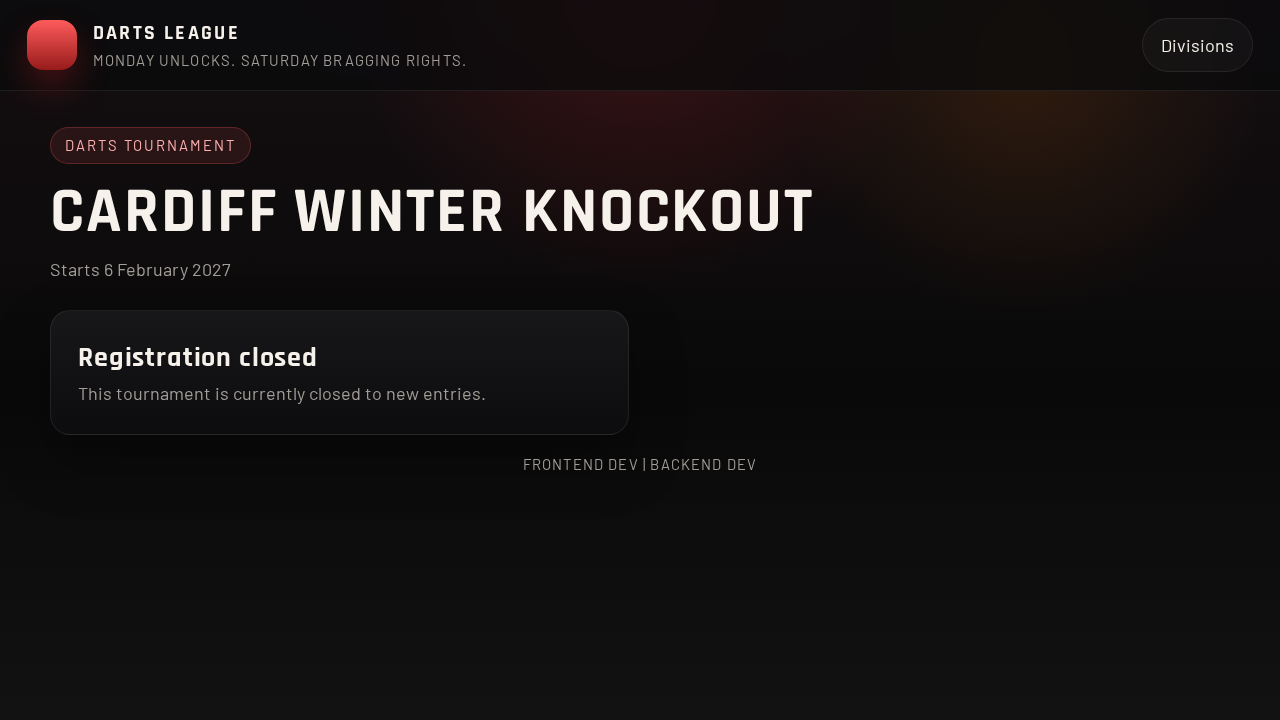 DARTS LEAGUE
MONDAY UNLOCKS. SATURDAY BRAGGING RIGHTS.
Divisions
DARTS TOURNAMENT
CARDIFF WINTER KNOCKOUT
Starts 6 February 2027
Registration closed
This tournament is currently closed to new entries.
FRONTEND DEV | BACKEND DEV